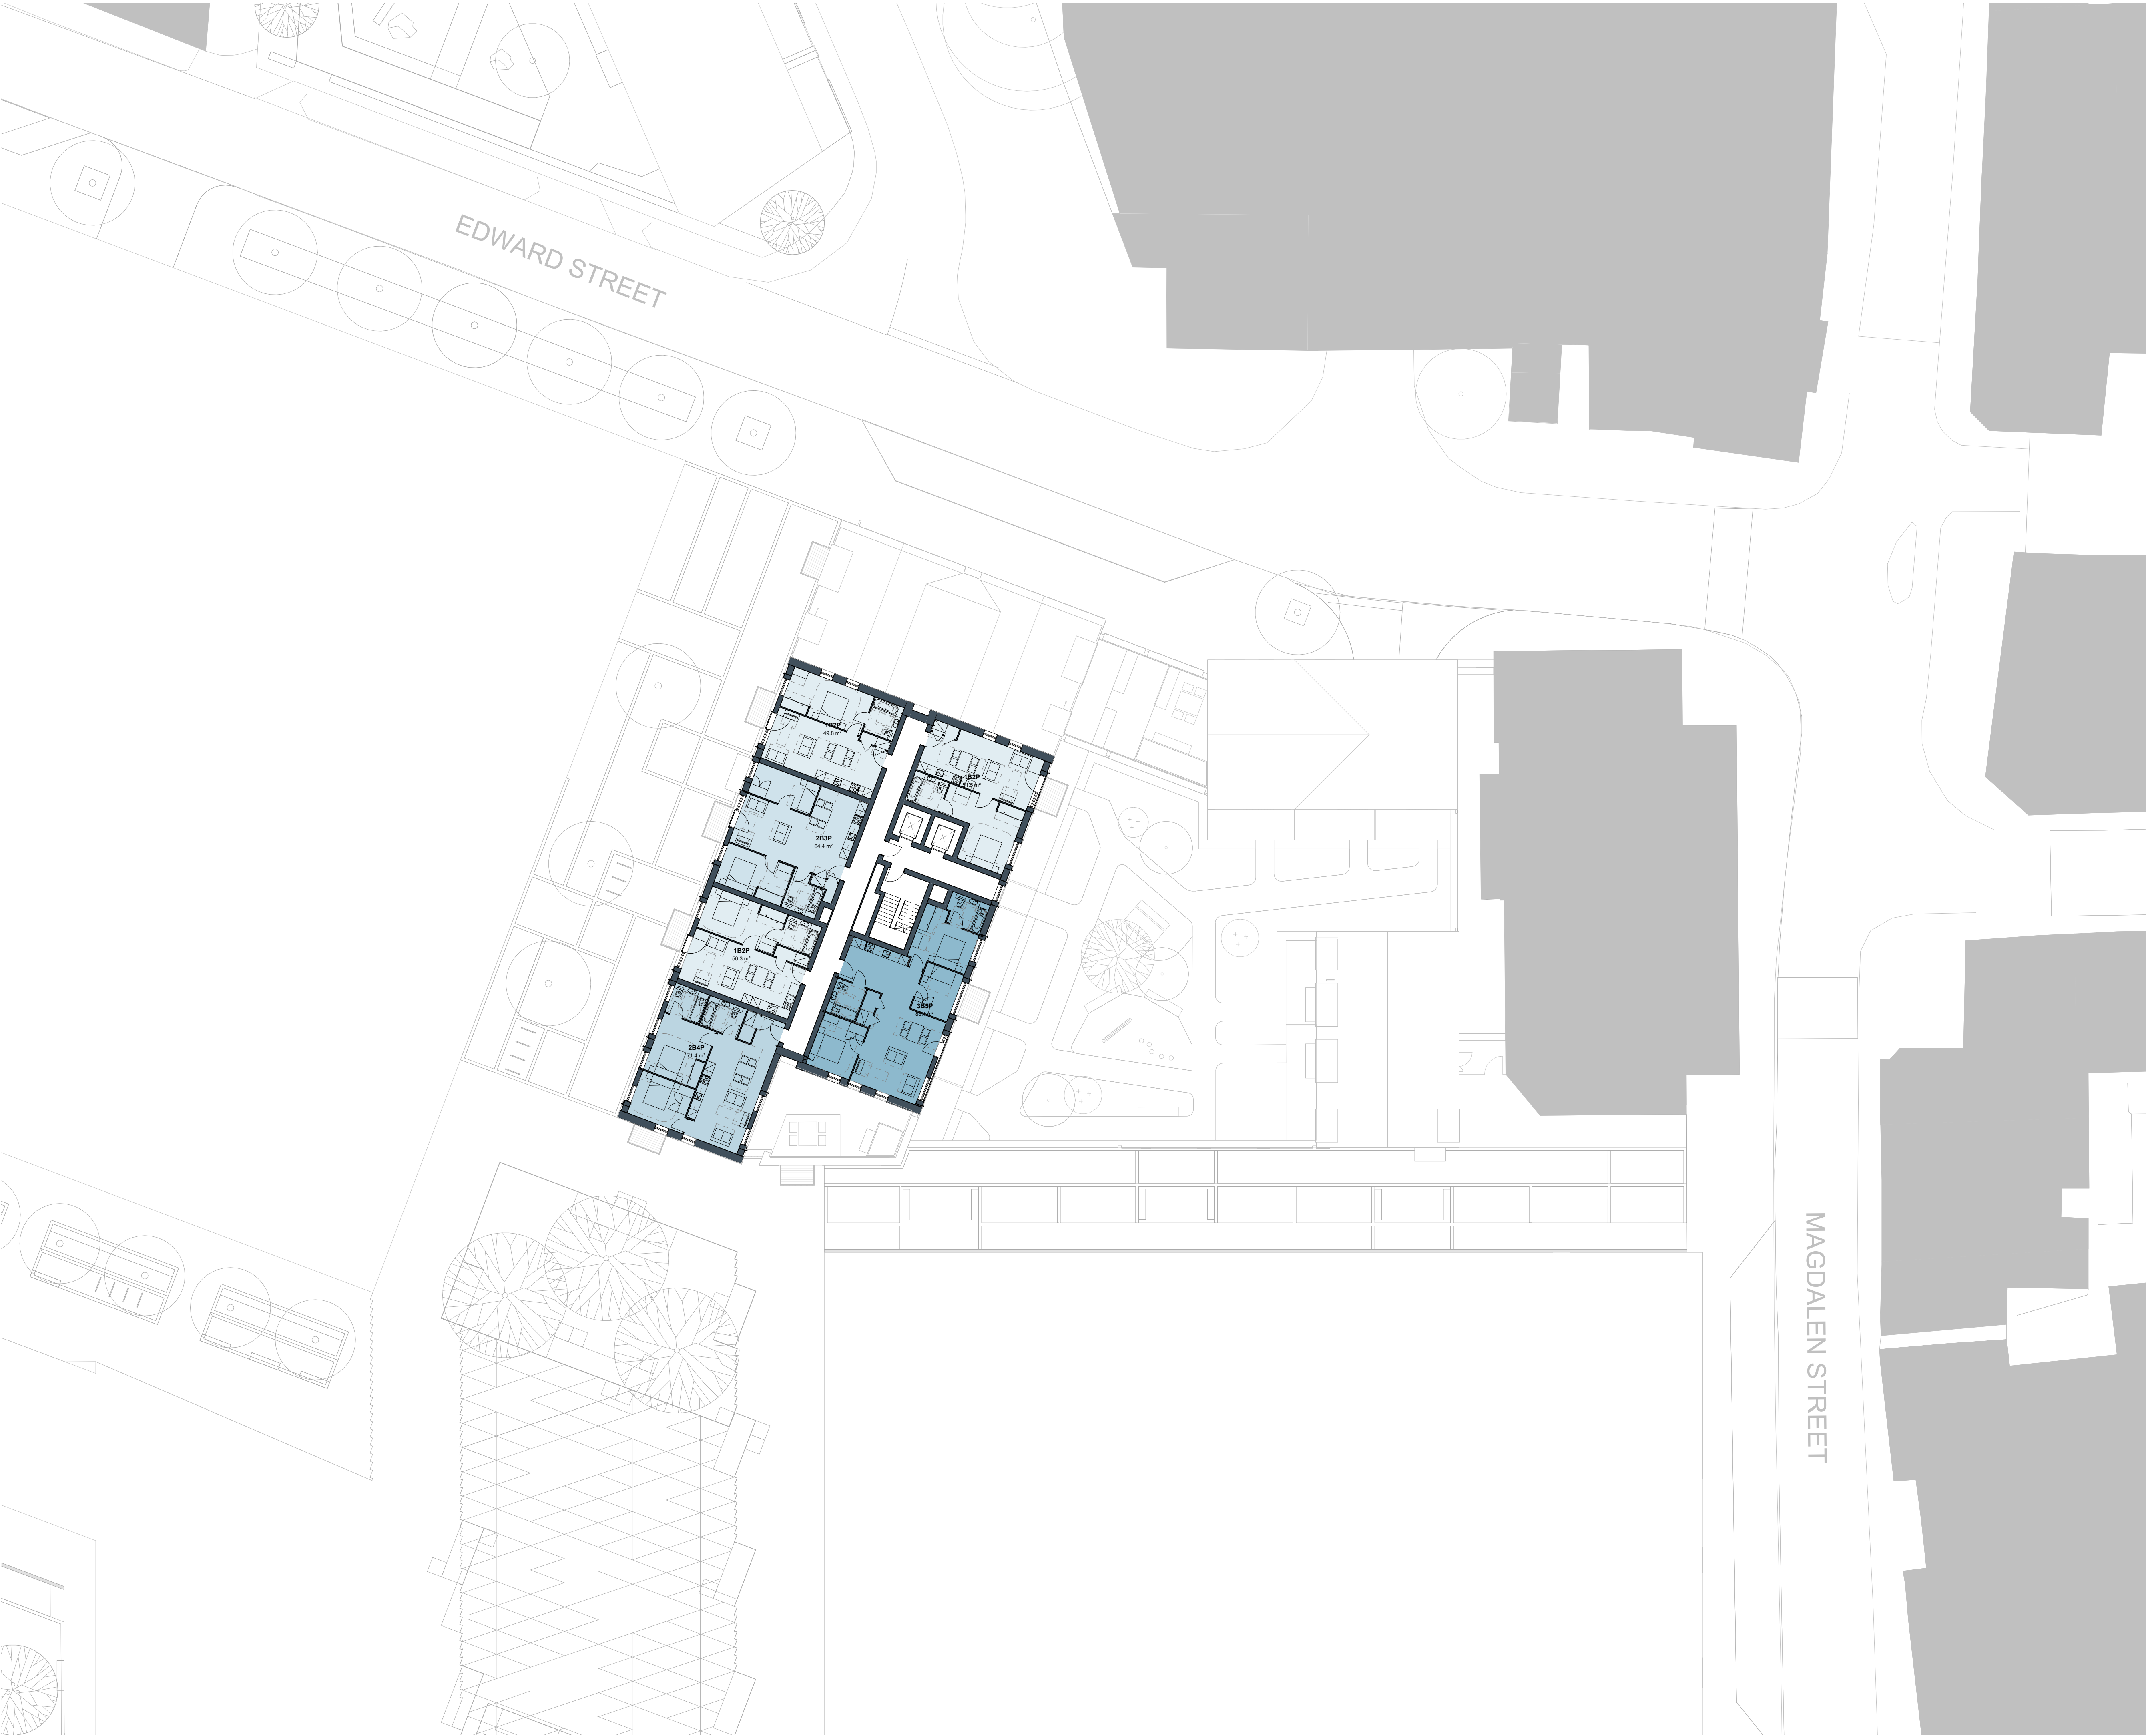 EDWARD STREET
1B2P
49.8 m²
1B2P
2B3P
64.4 m²
1B2P
50.3 m²
3B5P
2B4P
71.4 m²
MAGDALEN STREET